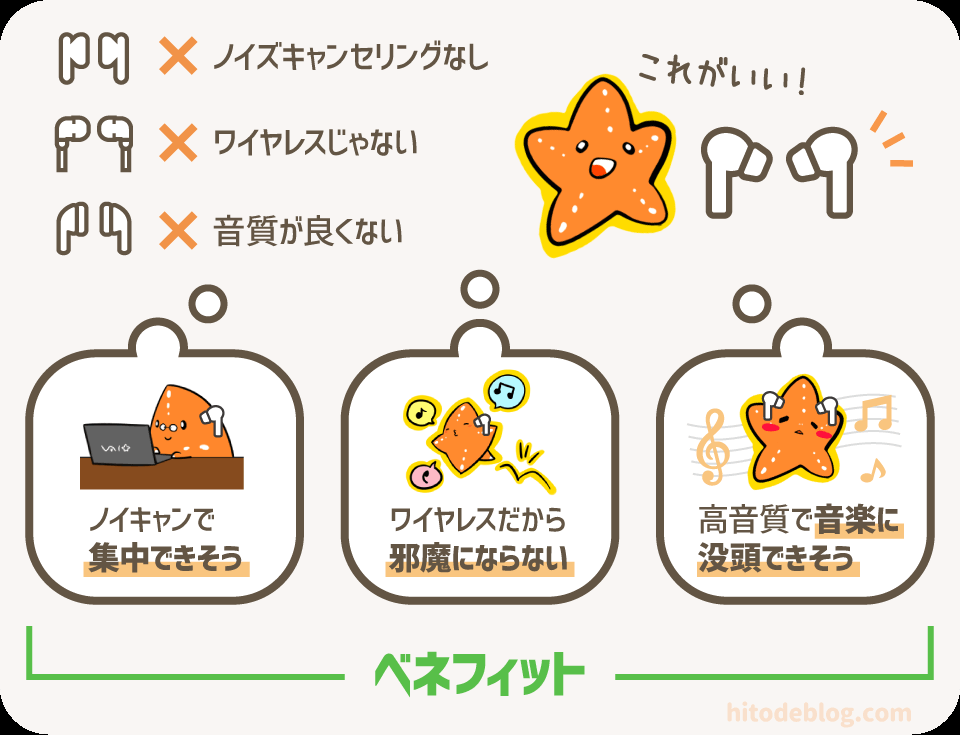 ノイズキャンセリングなし
ワイヤレスじゃない
音質が良くない
これがいい!
VAIO
ノイキャンで
集中できそう
ワイヤレスだから
邪魔にならない
高音質で音楽に
没頭できそう
ベネフィット
hitodeblog.com